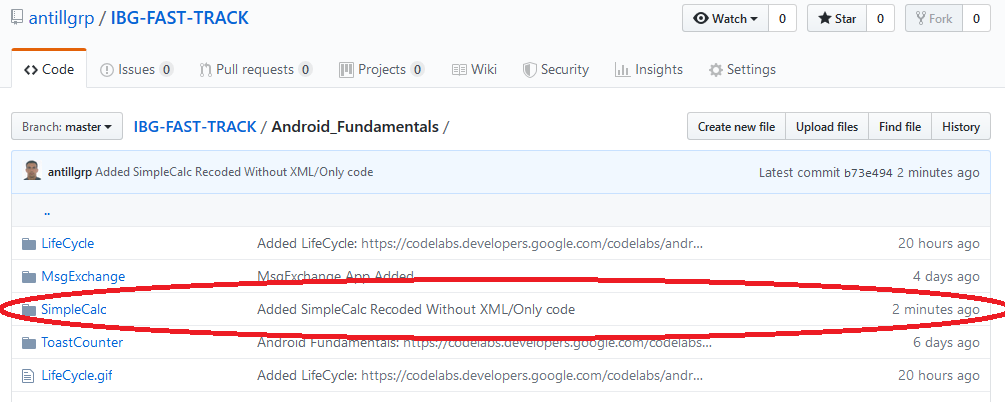 antillgrp / IBG-FAST-TRACK Watch 0 Star 0 Fork 0
Code Issues 0 Pull requests 0 Projects 0 Wiki Security Insights Settings
Branch: master IBG-FAST-TRACK / Android_Fundamentals / Create new file Upload files Find file History
antillgrp Added SimpleCalc Recoded Without XML/Only code Latest commit b73e494 2 minutes ago
..
LifeCycle Added LifeCycle: https://codelabs.developers.google.com/codelabs/andr... 20 hours ago
MsgExchange MsgExchange App Added 4 days ago
SimpleCalc Added SimpleCalc Recoded Without XML/Only code 2 minutes ago
ToastCounter Android Fundamentals: https://codelabs.developers.google.com/codelabs... 6 days ago
LifeCycle.gif Added LifeCycle: https://codelabs.developers.google.com/codelabs/andr... 20 hours ago